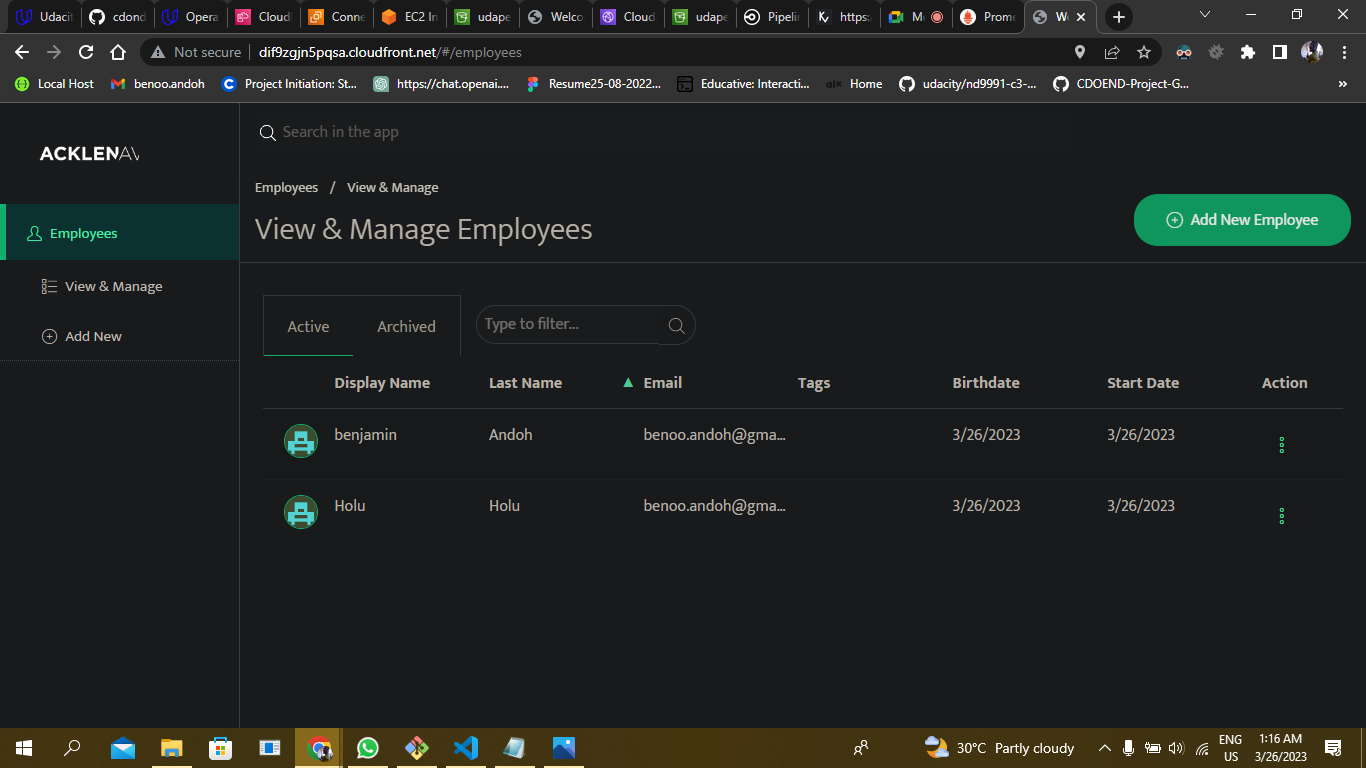 Udacit
cdond
Opera
Cloudl
Conne
EC2 In
udape
Welco
Cloud
udape
Pipelin
https:/
M
Prome
We
Not secure
dif9zgjn5pqsa.cloudfront.net/#/employees
Local Host
benoo.andoh
Project Initiation: St...
https://chat.openai....
Resume25-08-2022...
Educative: Interacti...
alx
Home
udacity/nd9991-c3-...
CDOEND-Project-G...
»
ACKLENAV
Search in the app
Employees / View & Manage
View & Manage Employees
Add New Employee
Employees
View & Manage
Add New
Active
Archived
Type to filter...
Display Name Last Name ▲ Email Tags Birthdate Start Date Action
benjamin Andoh benoo.andoh@gma... 3/26/2023 3/26/2023
Holu Holu benoo.andoh@gma... 3/26/2023 3/26/2023
30°C Partly cloudy
ENG
US
1:16 AM
3/26/2023